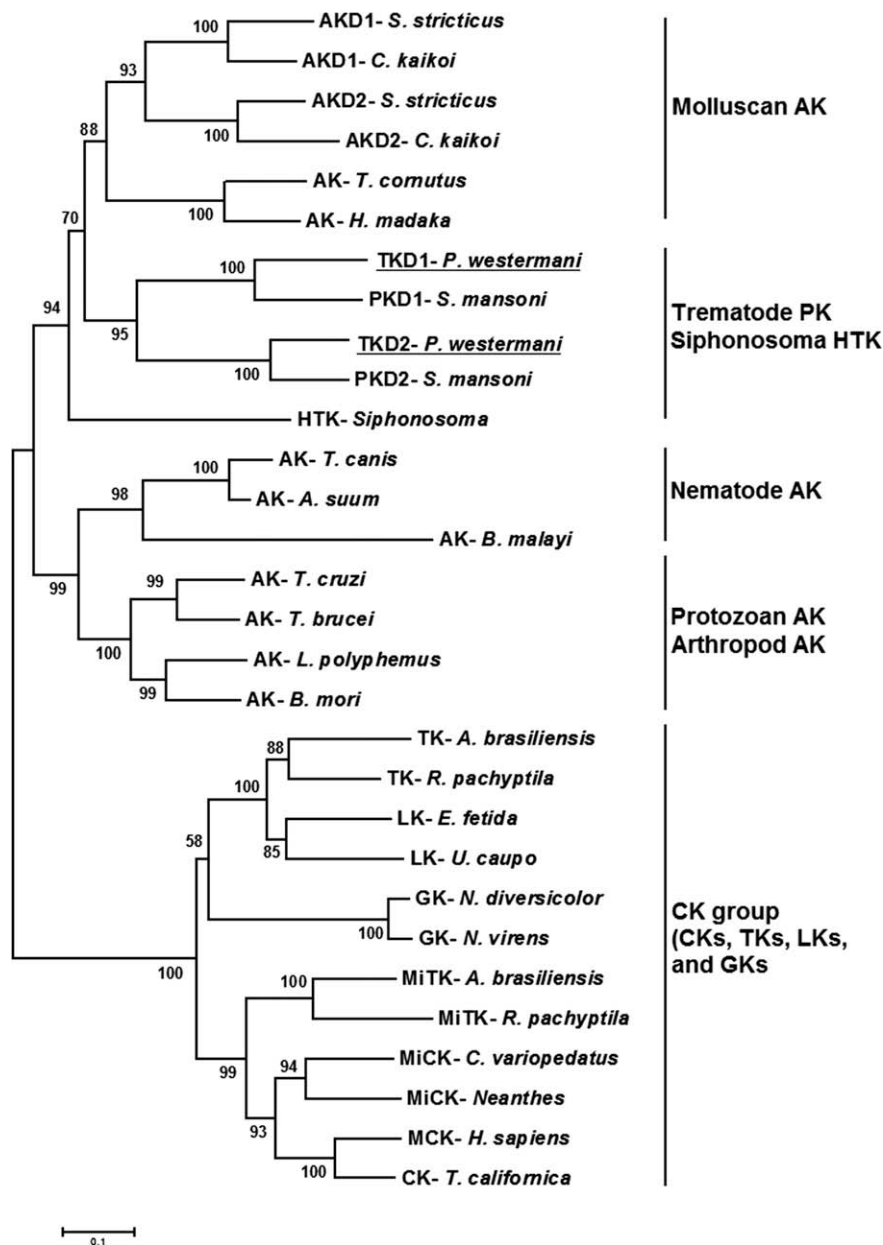 AKD1- S. stricticus
100
AKD1- C. kaikoi
93
AKD2- S. stricticus
100
AKD2- C. kaikoi
88
AK- T. cornutus
100
AK- H. madaka
Molluscan AK
70
TKD1- P. westermani
100
PKD1- S. mansoni
94
95
TKD2- P. westermani
100
PKD2- S. mansoni
HTK- Siphonosoma
Trematode PK
Siphonosoma HTK
AK- T. canis
100
98
AK- A. suum
AK- B. malayi
Nematode AK
99
AK- T. cruzi
99
AK- T. brucei
100
AK- L. polyphemus
99
AK- B. mori
Protozoan AK
Arthropod AK
TK- A. brasiliensis
88
100
TK- R. pachyptila
LK- E. fetida
58
85
LK- U. caupo
GK- N. diversicolor
100
GK- N. virens
100
MiTK- A. brasiliensis
100
MiTK- R. pachyptila
99
MiCK- C. variopedatus
94
MiCK- Neanthes
93
MCK- H. sapiens
100
CK- T. californica
CK group
(CKs, TKs, LKs,
and GKs
0.1